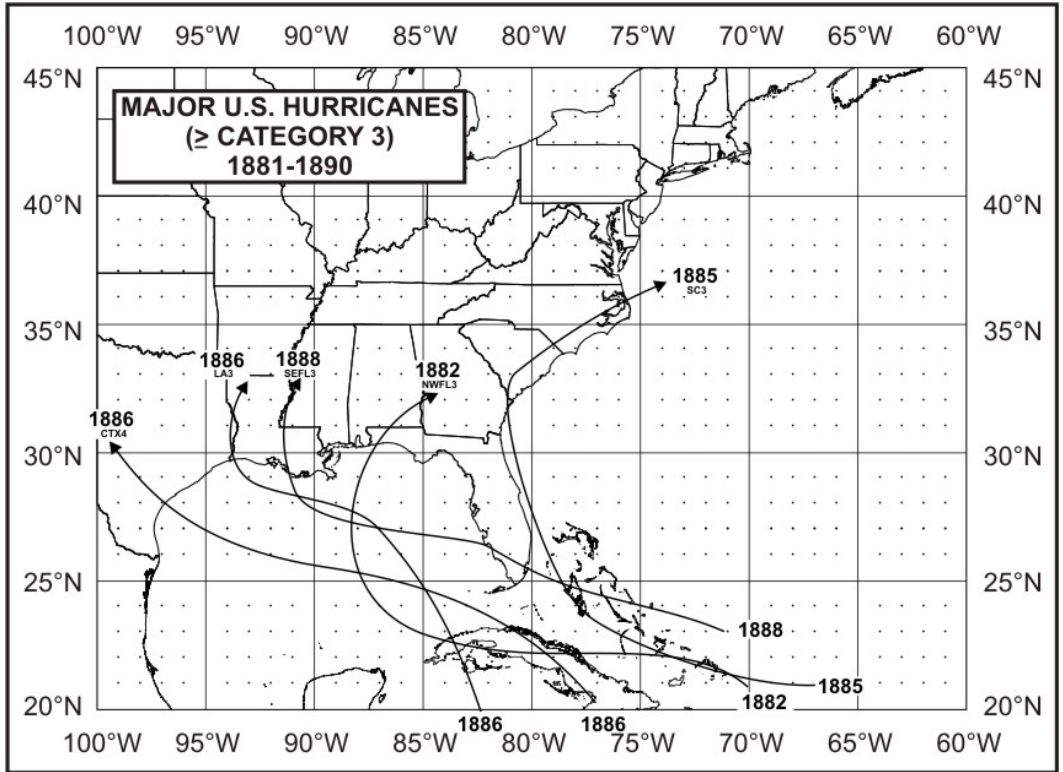 100°W 95°W 90°W 85°W 80°W 75°W 70°W 65°W 60°W
45°N 45°N
MAJOR U.S. HURRICANES
(≥ CATEGORY 3)
1881-1890
40°N 40°N
1885
SC3
35°N 35°N
1886
LA3
1888
SEFL3
1882
NWFL3
1886
CTX4
30°N 30°N
25°N 25°N
1888
1885
1882
20°N 20°N
1886 1886
100°W 95°W 90°W 85°W 80°W 75°W 70°W 65°W 60°W